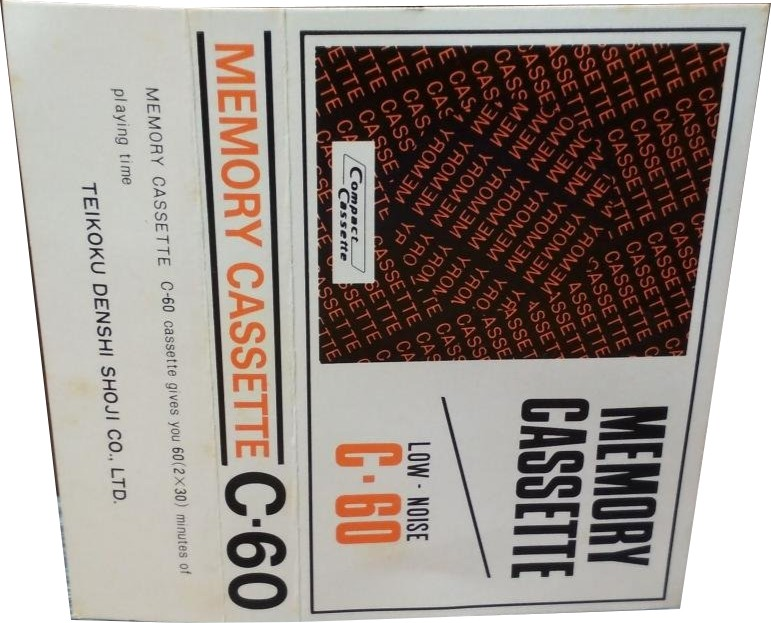 MEMORY
CASSETTE
LOW - NOISE
C-60
Compact
Cassette
MEMORY CASSETTE C-60
MEMORY CASSETTE C-60 cassette gives you 60(2×30) minutes of
playing time
TEIKOKU DENSHI SHOJI CO., LTD.